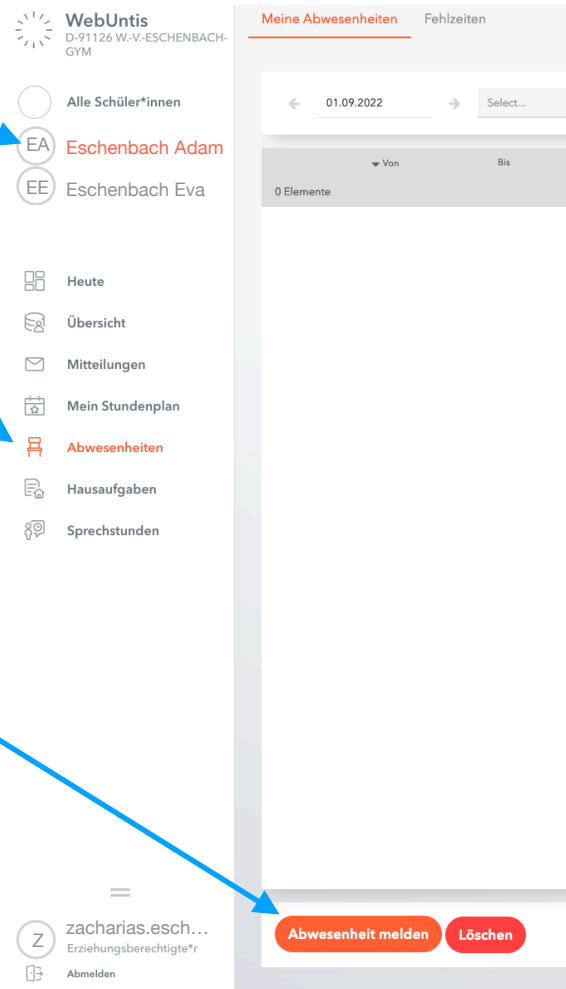 WebUntis
D-91126 W.-V.-ESCHENBACH-
GYM
Alle Schüler*innen
EA
Eschenbach Adam
EE
Eschenbach Eva
Heute
Übersicht
Mitteilungen
Mein Stundenplan
Abwesenheiten
Hausaufgaben
Sprechstunden
Z
zacharias.esch...
Erziehungsberechtigte*r
Abmelden
Meine Abwesenheiten Fehlzeiten
01.09.2022 Select...
Von Bis
0 Elemente
Abwesenheit melden Löschen